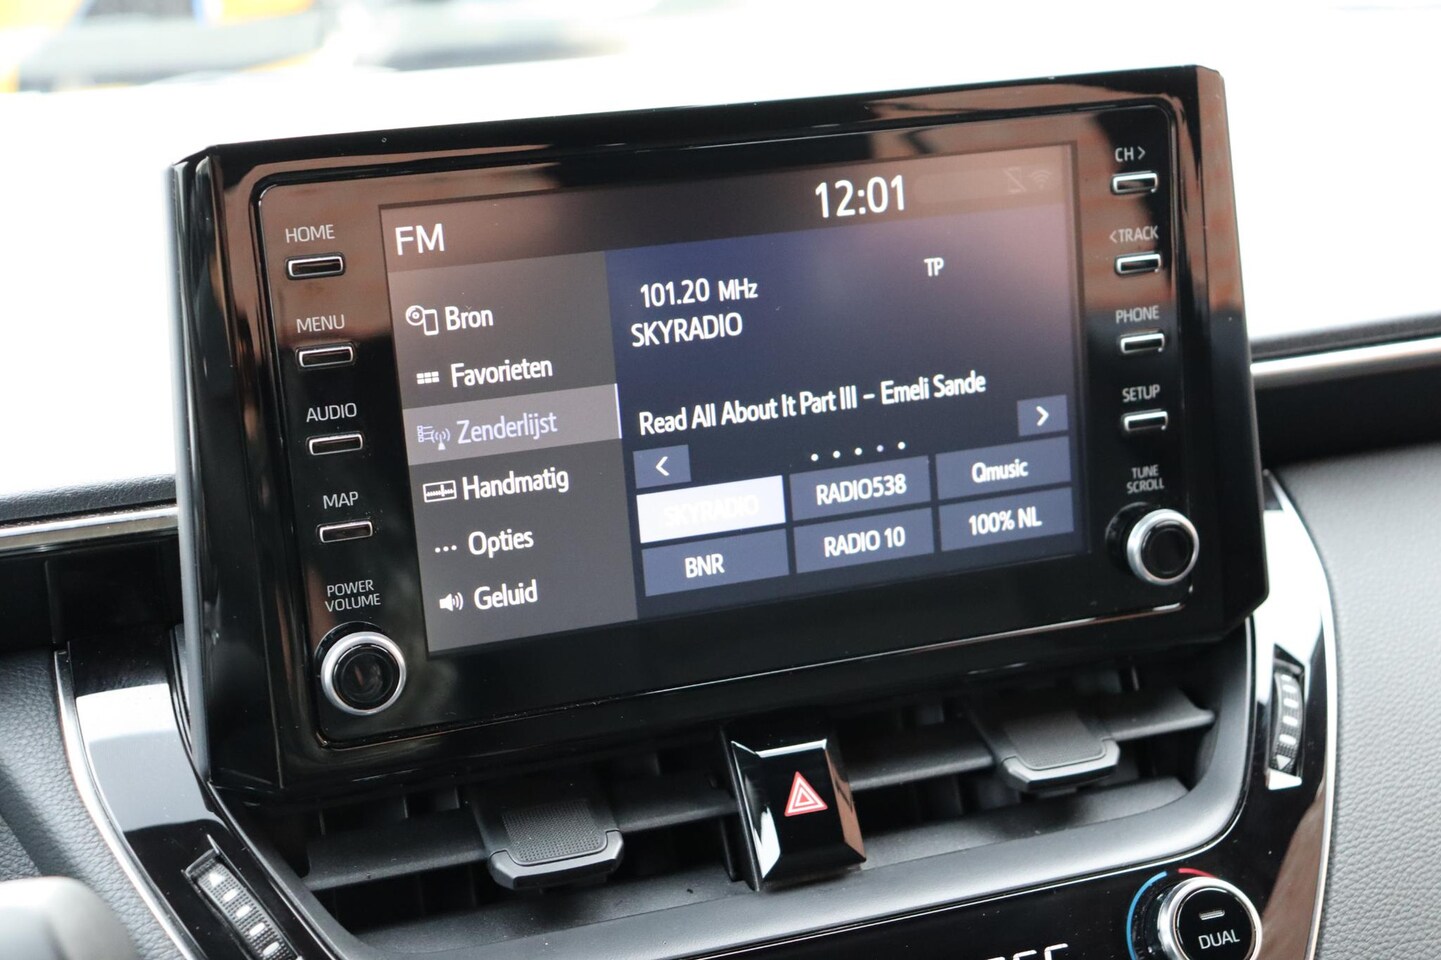 HOME
MENU
AUDIO
MAP
POWER
VOLUME
FM
12:01
Bron
Favorieten
Zenderlijst
Handmatig
Opties
Geluid
101.20 MHz
TP
SKYRADIO
Read All About It Part III – Emeli Sande
<
>
SKYRADIO
RADIO538
Qmusic
BNR
RADIO 10
100% NL
CH >
< TRACK
PHONE
SETUP
TUNE
SCROLL
DUAL